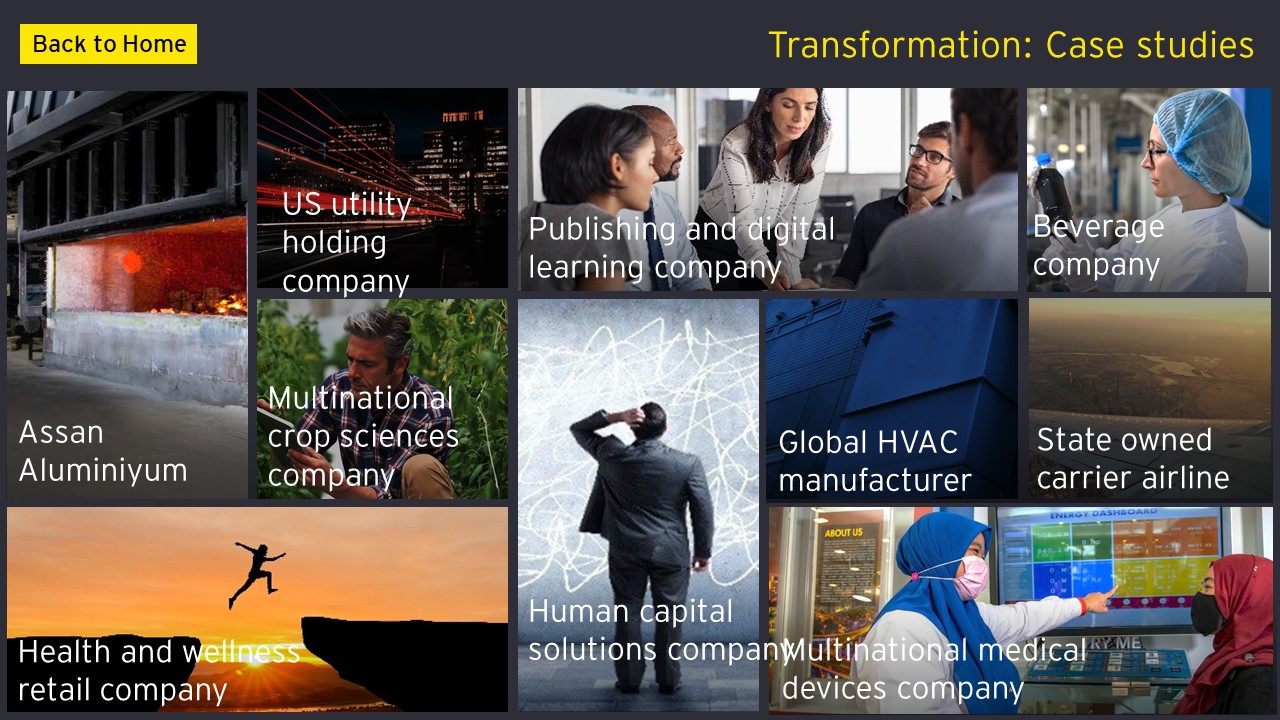 Back to Home
Transformation: Case studies
US utility
holding
company
Publishing and digital
learning company
Beverage
company
Assan
Aluminiyum
Multinational
crop sciences
company
Global HVAC
manufacturer
State owned
carrier airline
Health and wellness
retail company
Human capital
solutions company
Multinational medical
devices company
ENERGY DASHBOARD
ABOUT US
TRY ME